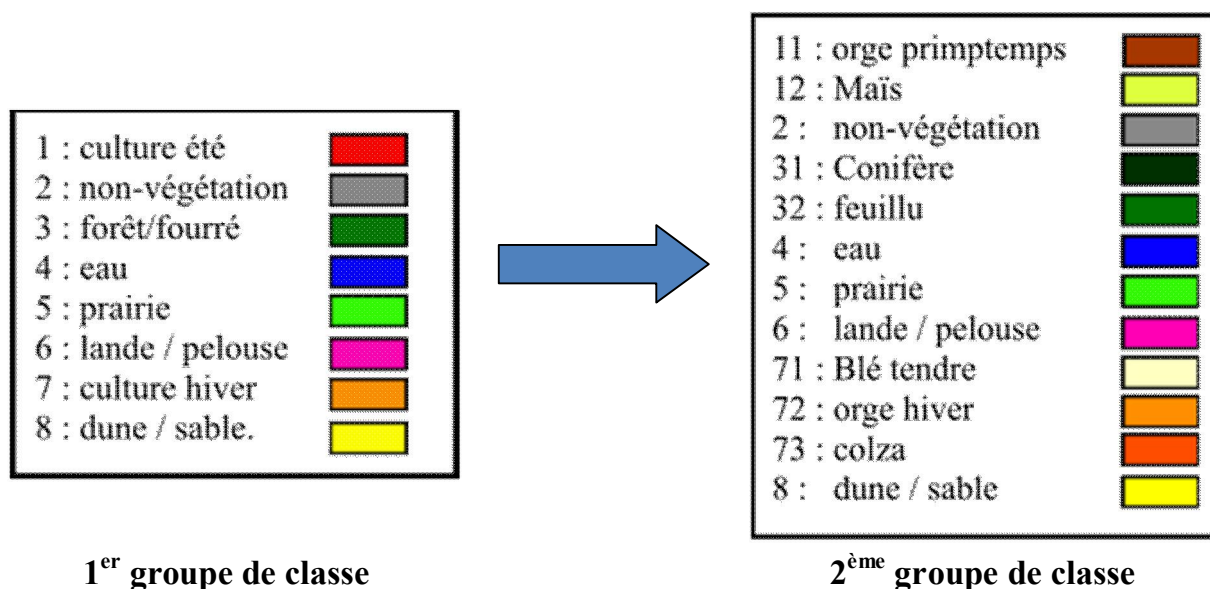 1 : culture été
2 : non-végétation
3 : forêt/fourré
4 : eau
5 : prairie
6 : lande / pelouse
7 : culture hiver
8 : dune / sable.
1er groupe de classe
11 : orge primptemps
12 : Maïs
2 : non-végétation
31 : Conifère
32 : feuillu
4 : eau
5 : prairie
6 : lande / pelouse
71 : Blé tendre
72 : orge hiver
73 : colza
8 : dune / sable
2ème groupe de classe